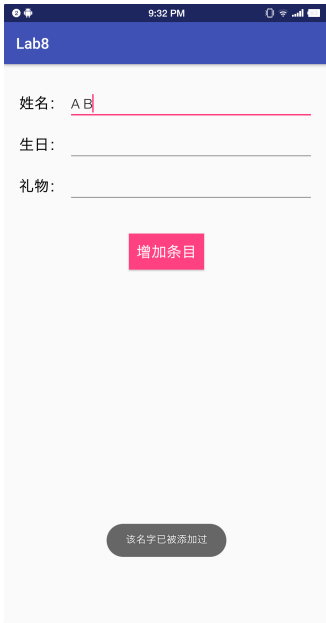 9:32 PM
Lab8
姓名：A B
生日：
礼物：
增加条目
该名字已被添加过